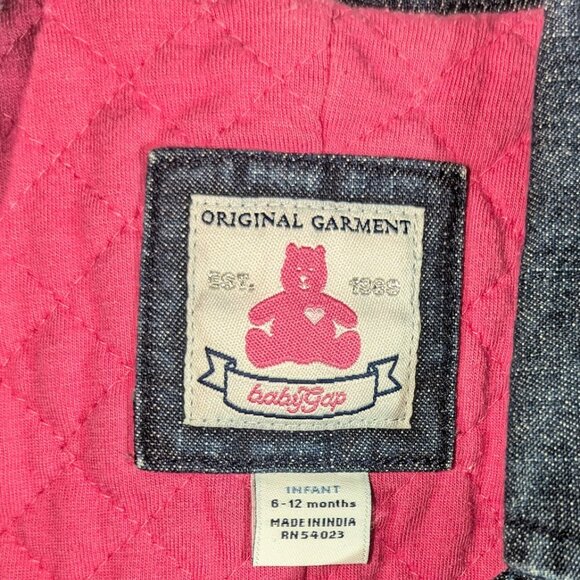 ORIGINAL GARMENT
EST. 1969
babyGap
INFANT
6-12 months
MADE IN INDIA
RN54023